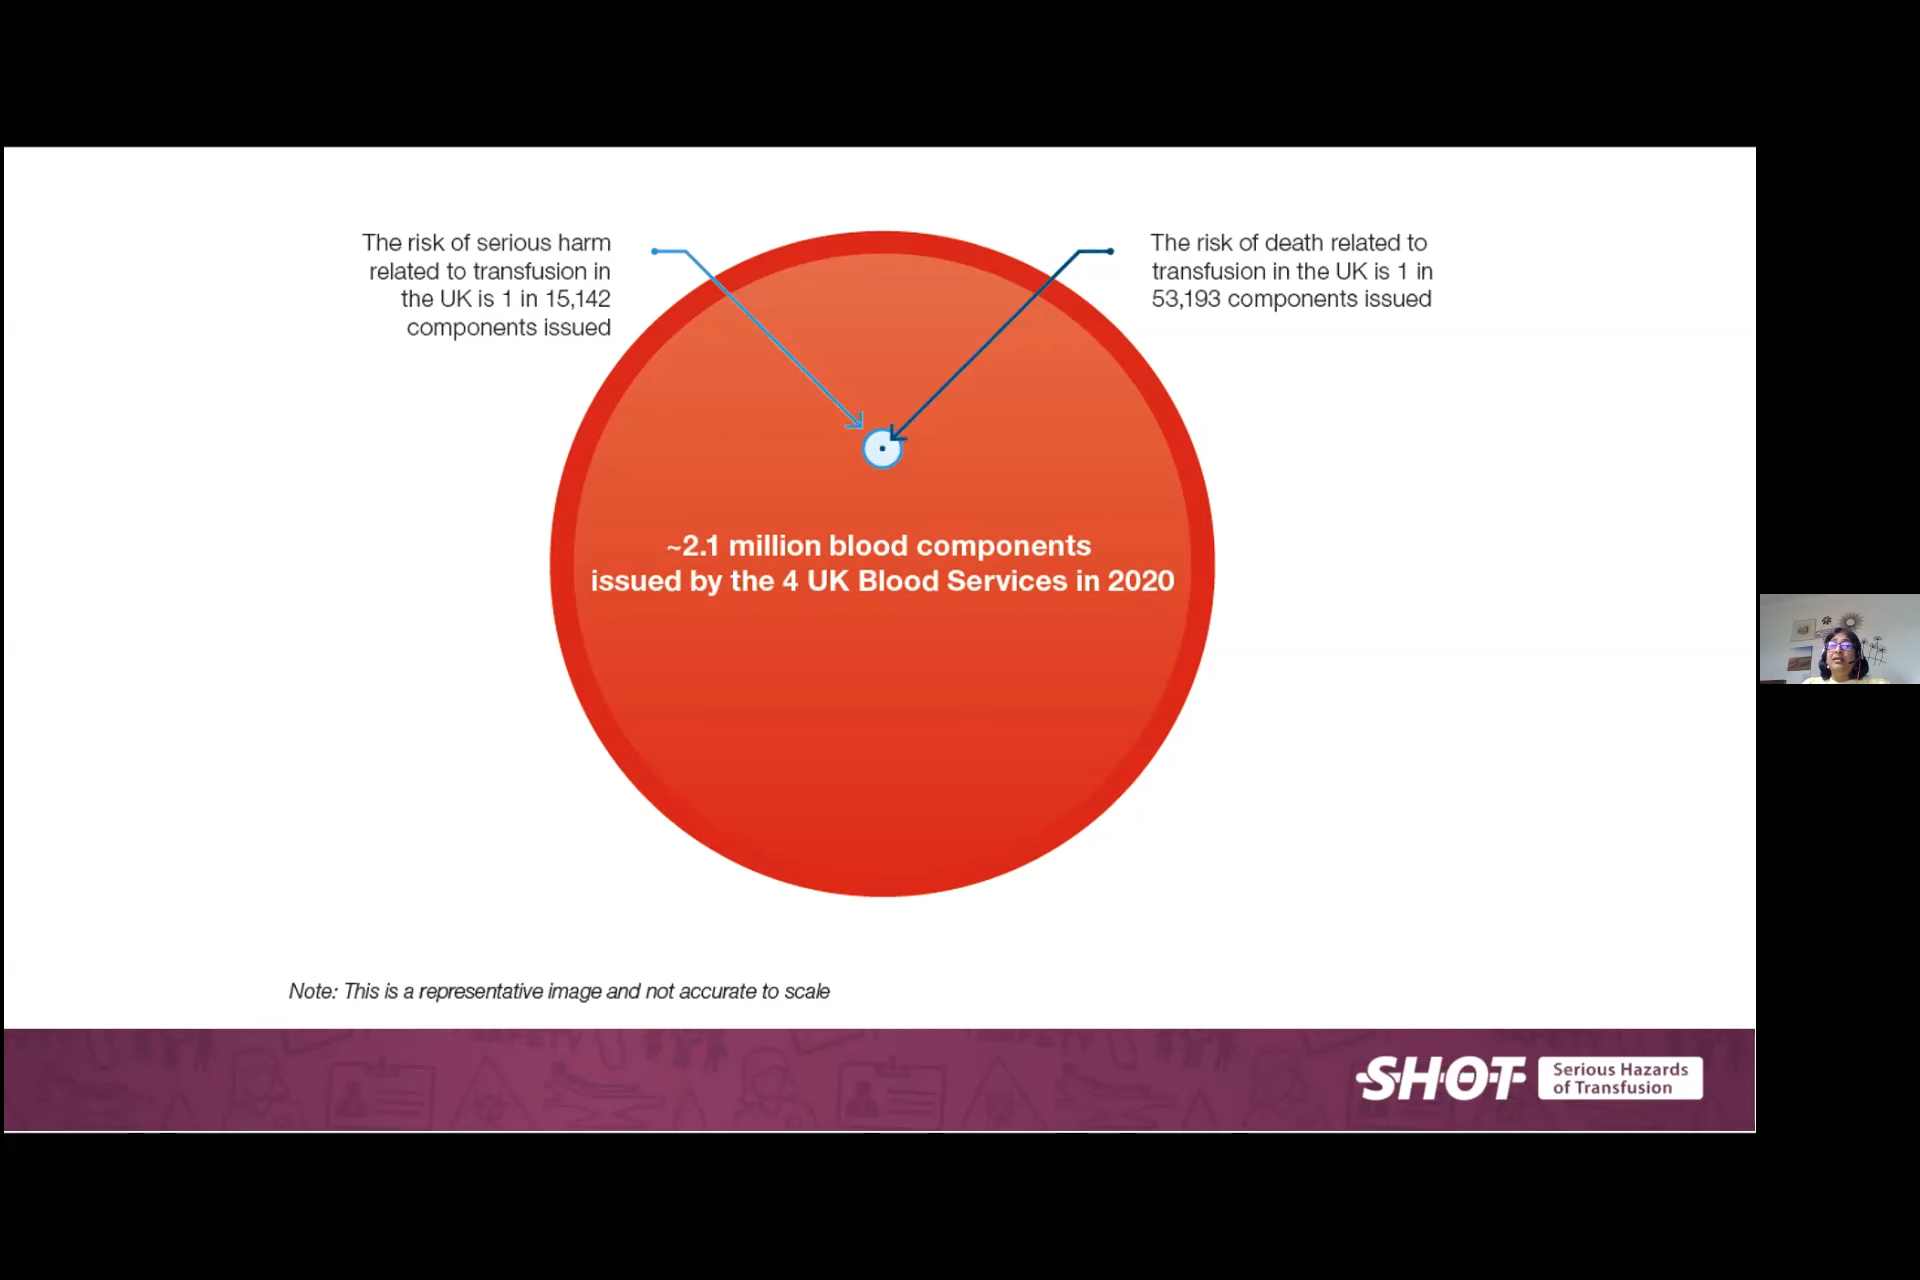 The risk of serious harm
related to transfusion in
the UK is 1 in 15,142
components issued
The risk of death related to
transfusion in the UK is 1 in
53,193 components issued
~2.1 million blood components
issued by the 4 UK Blood Services in 2020
Note: This is a representative image and not accurate to scale
SHOT
Serious Hazards
of Transfusion